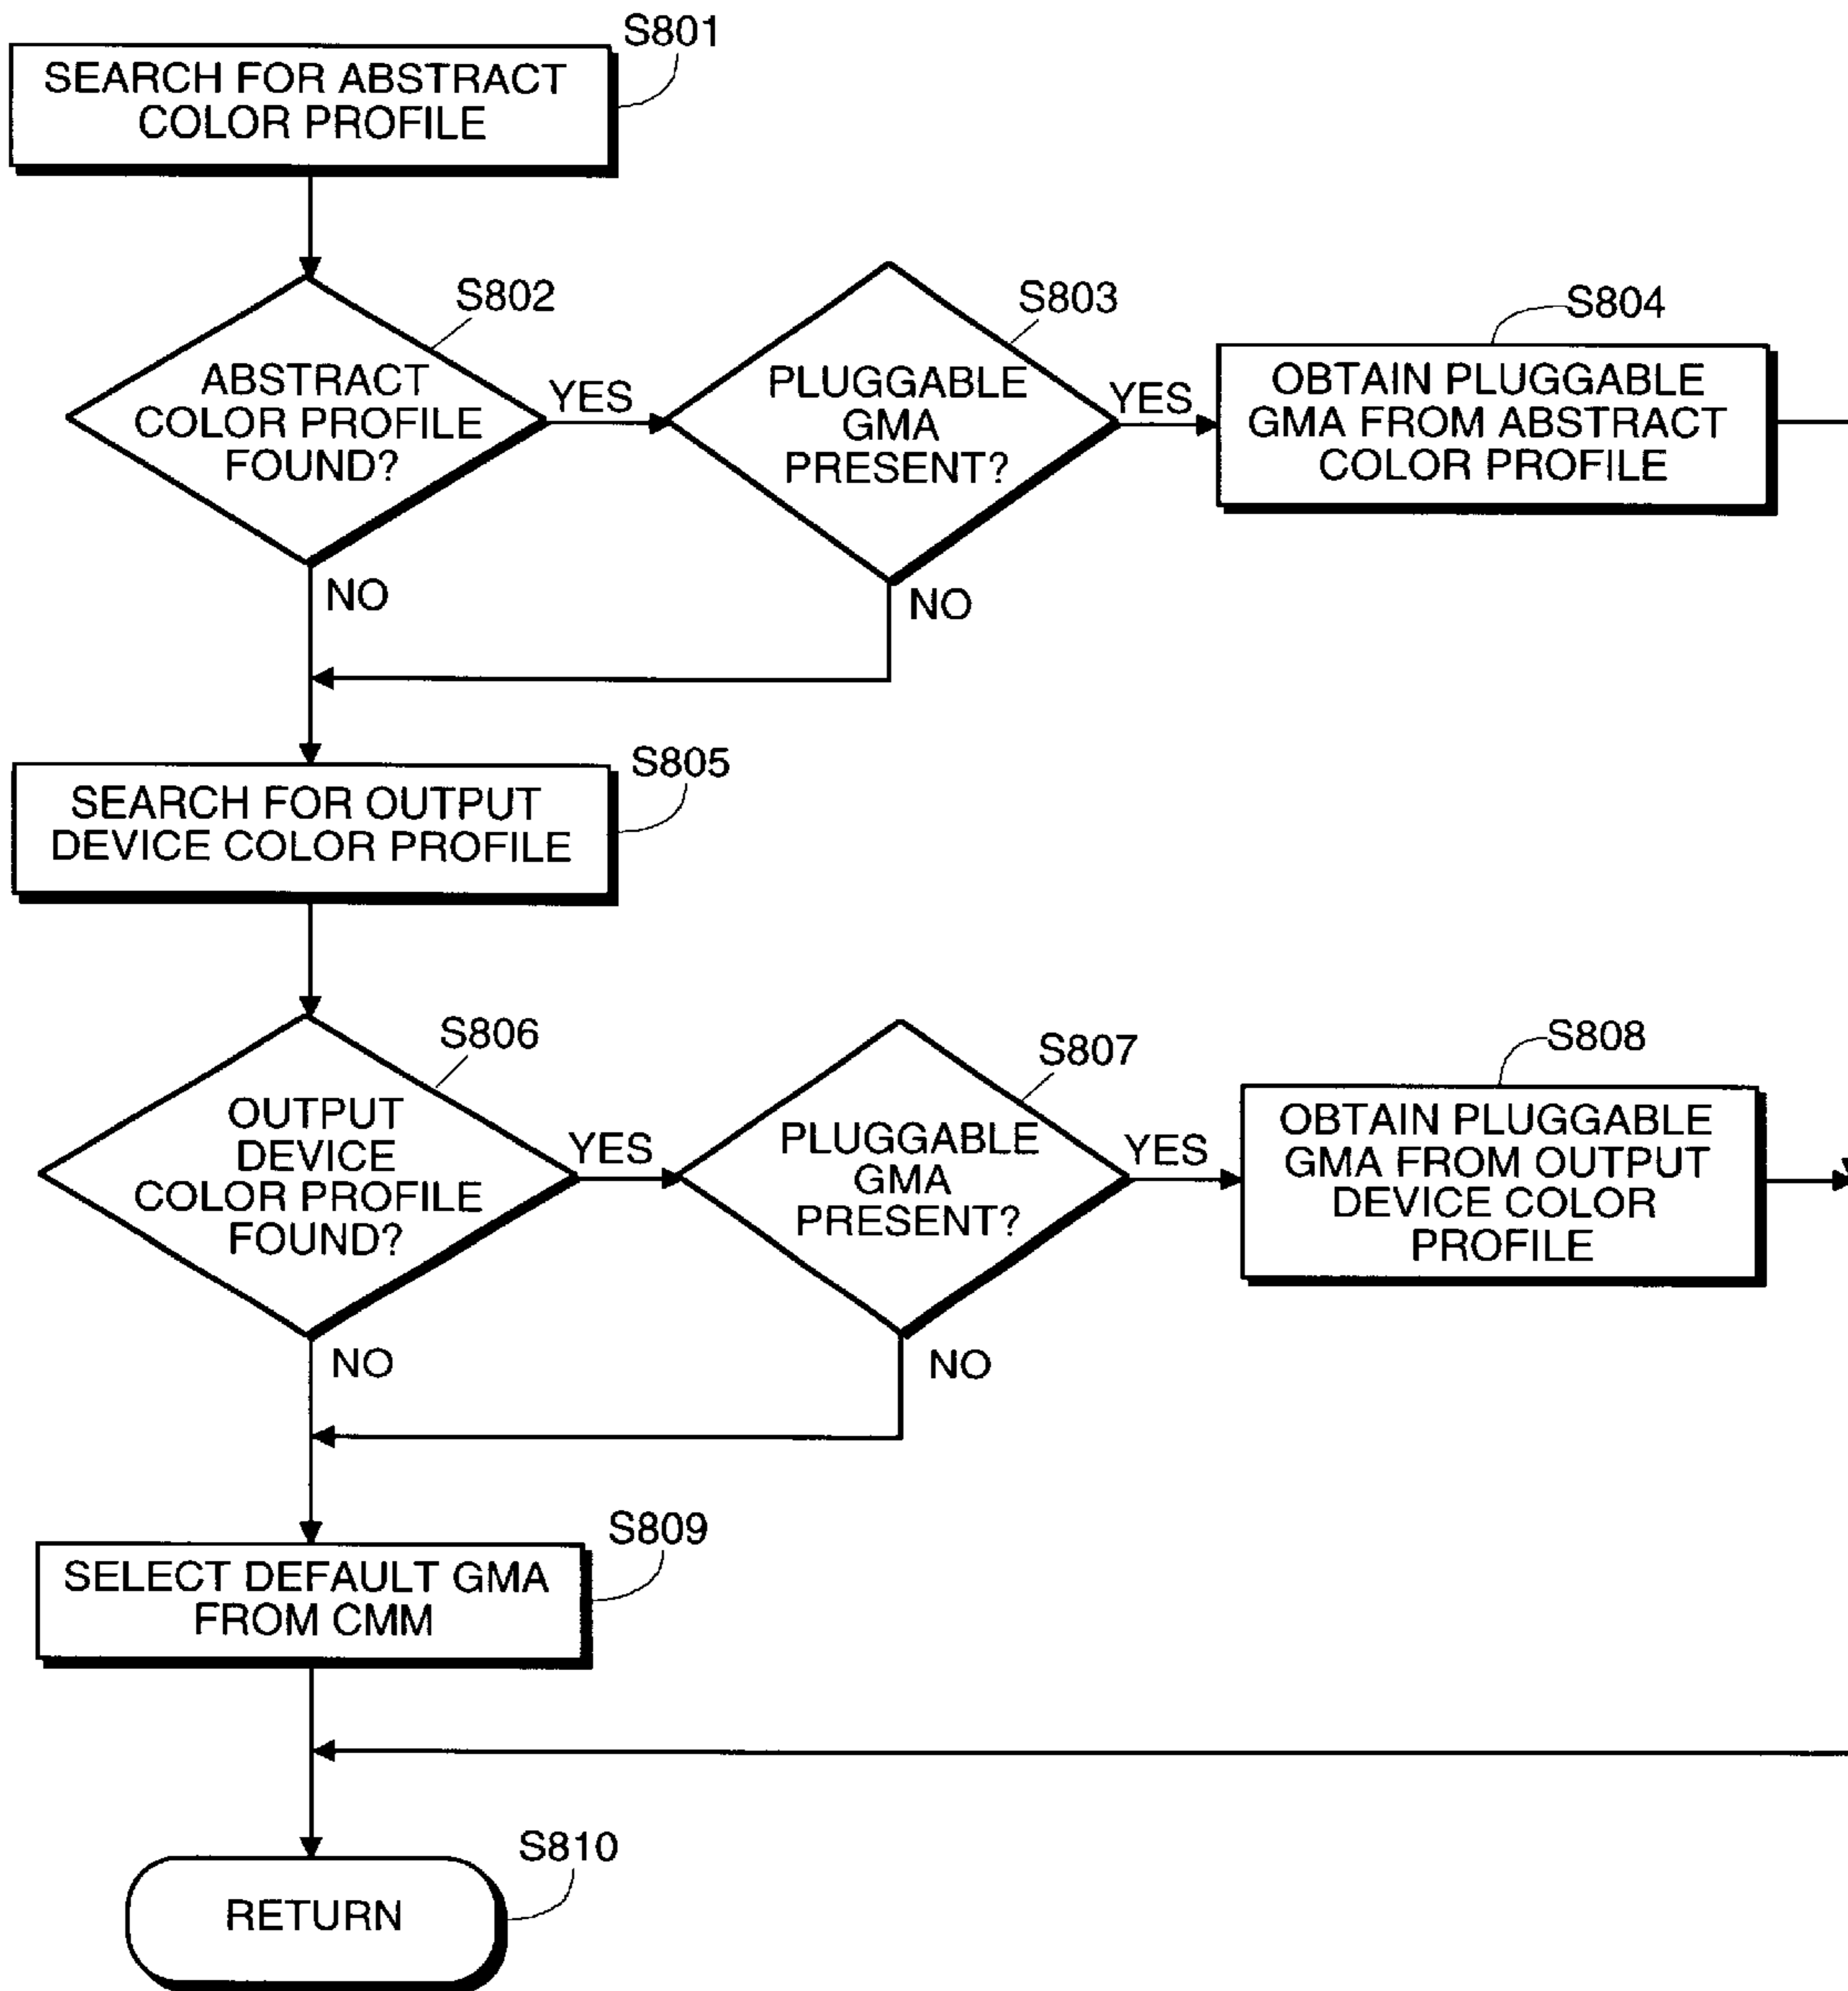 S801
SEARCH FOR ABSTRACT
COLOR PROFILE
S802
ABSTRACT
COLOR PROFILE
FOUND?
YES
NO
S803
PLUGGABLE
GMA
PRESENT?
YES
NO
S804
OBTAIN PLUGGABLE
GMA FROM ABSTRACT
COLOR PROFILE
S805
SEARCH FOR OUTPUT
DEVICE COLOR PROFILE
S806
OUTPUT
DEVICE
COLOR PROFILE
FOUND?
YES
NO
S807
PLUGGABLE
GMA
PRESENT?
YES
NO
S808
OBTAIN PLUGGABLE
GMA FROM OUTPUT
DEVICE COLOR
PROFILE
S809
SELECT DEFAULT GMA
FROM CMM
S810
RETURN